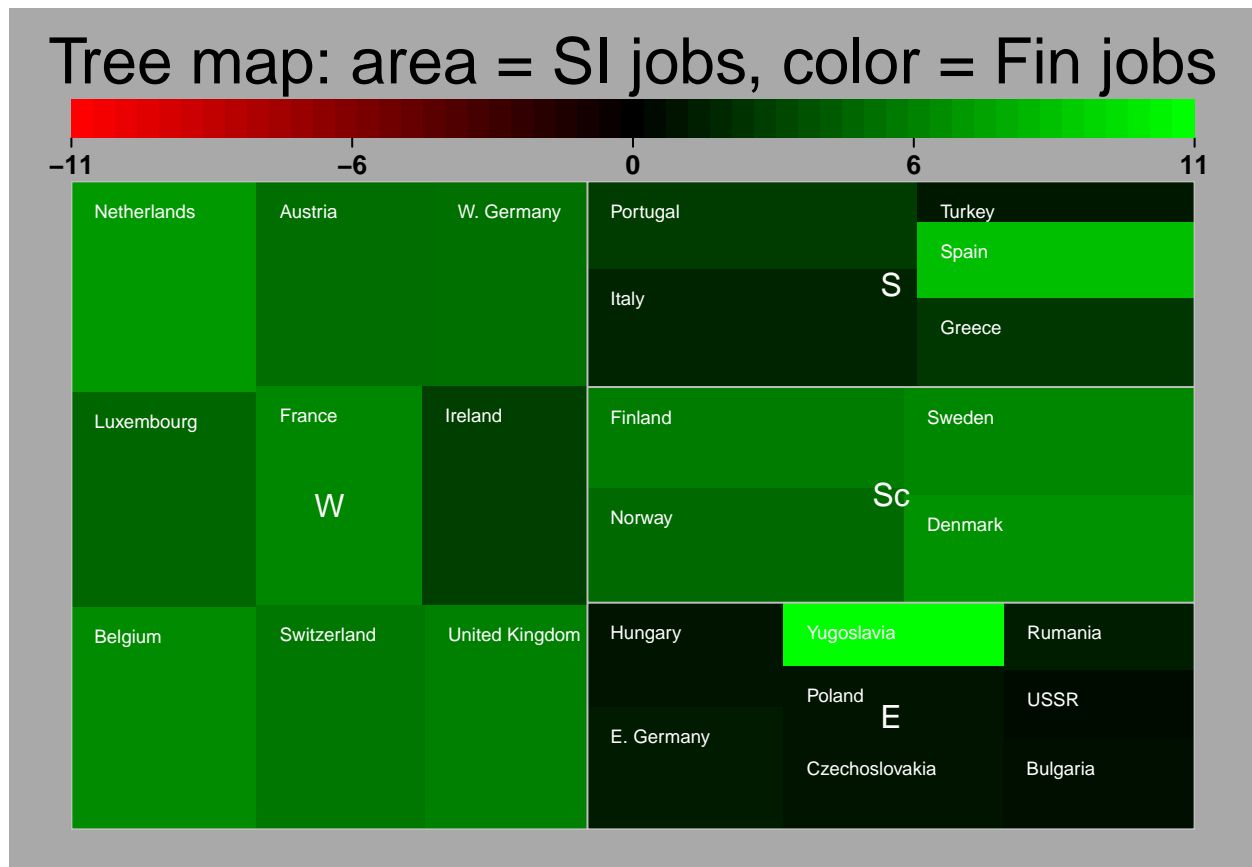 Tree map: area = SI jobs, color = Fin jobs
−11 −6 0 6 11
Netherlands Austria W. Germany Portugal Turkey
Spain
S
Italy
Greece
Luxembourg France Ireland Finland Sweden
W
Sc
Norway Denmark
Belgium Switzerland United Kingdom Hungary Yugoslavia Rumania
Poland USSR
E
E. Germany
Czechoslovakia Bulgaria